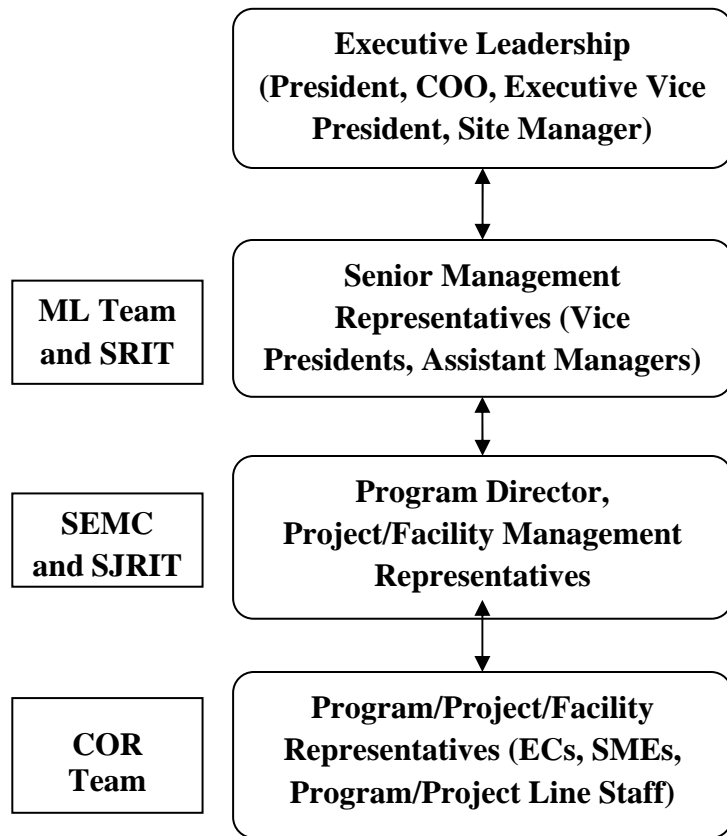 Executive Leadership
(President, COO, Executive Vice
President, Site Manager)
ML Team
and SRIT
Senior Management
Representatives (Vice
Presidents, Assistant Managers)
SEMC
and SJRIT
Program Director,
Project/Facility Management
Representatives
COR
Team
Program/Project/Facility
Representatives (ECs, SMEs,
Program/Project Line Staff)